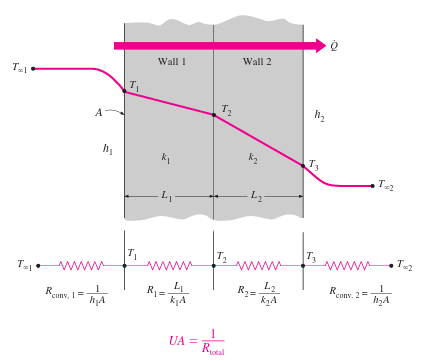 Q̇
Wall 1 Wall 2
T∞1
T1
T2
A
h2
h1
k1 k2
T3
T∞2
L1 L2
T∞1 T1 T2 T3 T∞2
Rconv, 1 = 1/h1A R1 = L1/k1A R2 = L2/k2A Rconv, 2 = 1/h2A
UA = 1/Rtotal